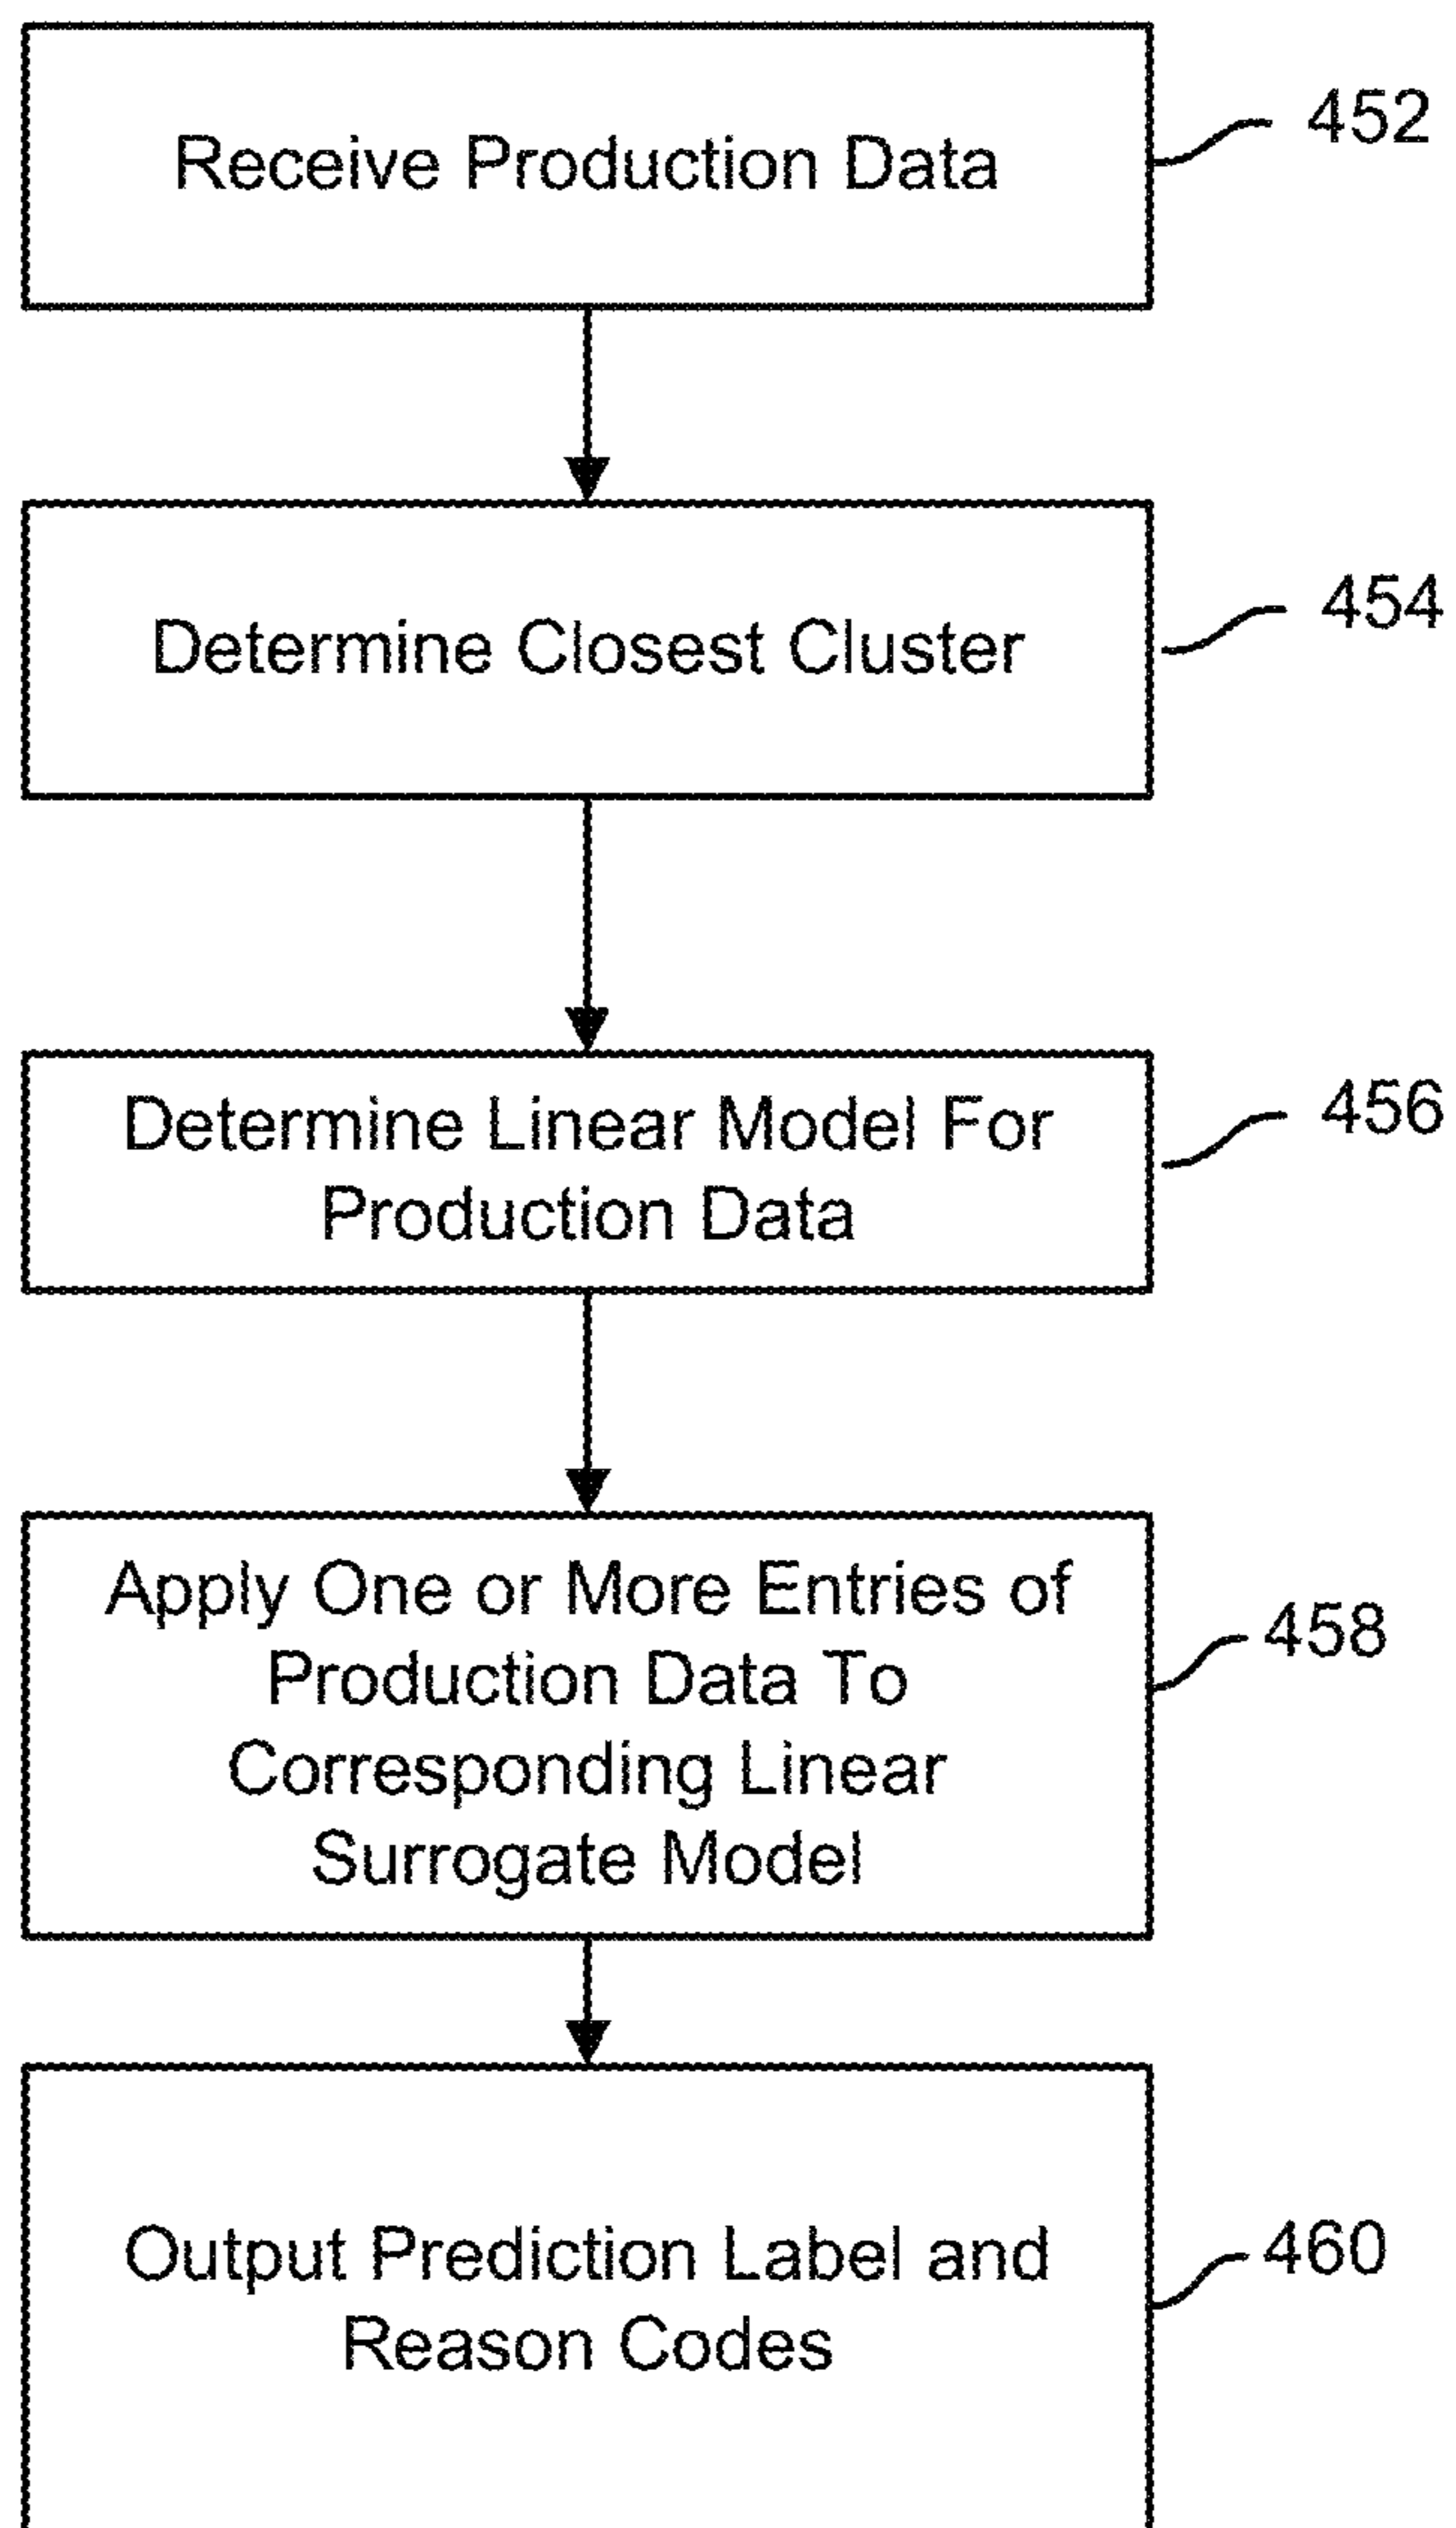 Receive Production Data
452
Determine Closest Cluster
454
Determine Linear Model For
Production Data
456
Apply One or More Entries of
Production Data To
Corresponding Linear
Surrogate Model
458
Output Prediction Label and
Reason Codes
460